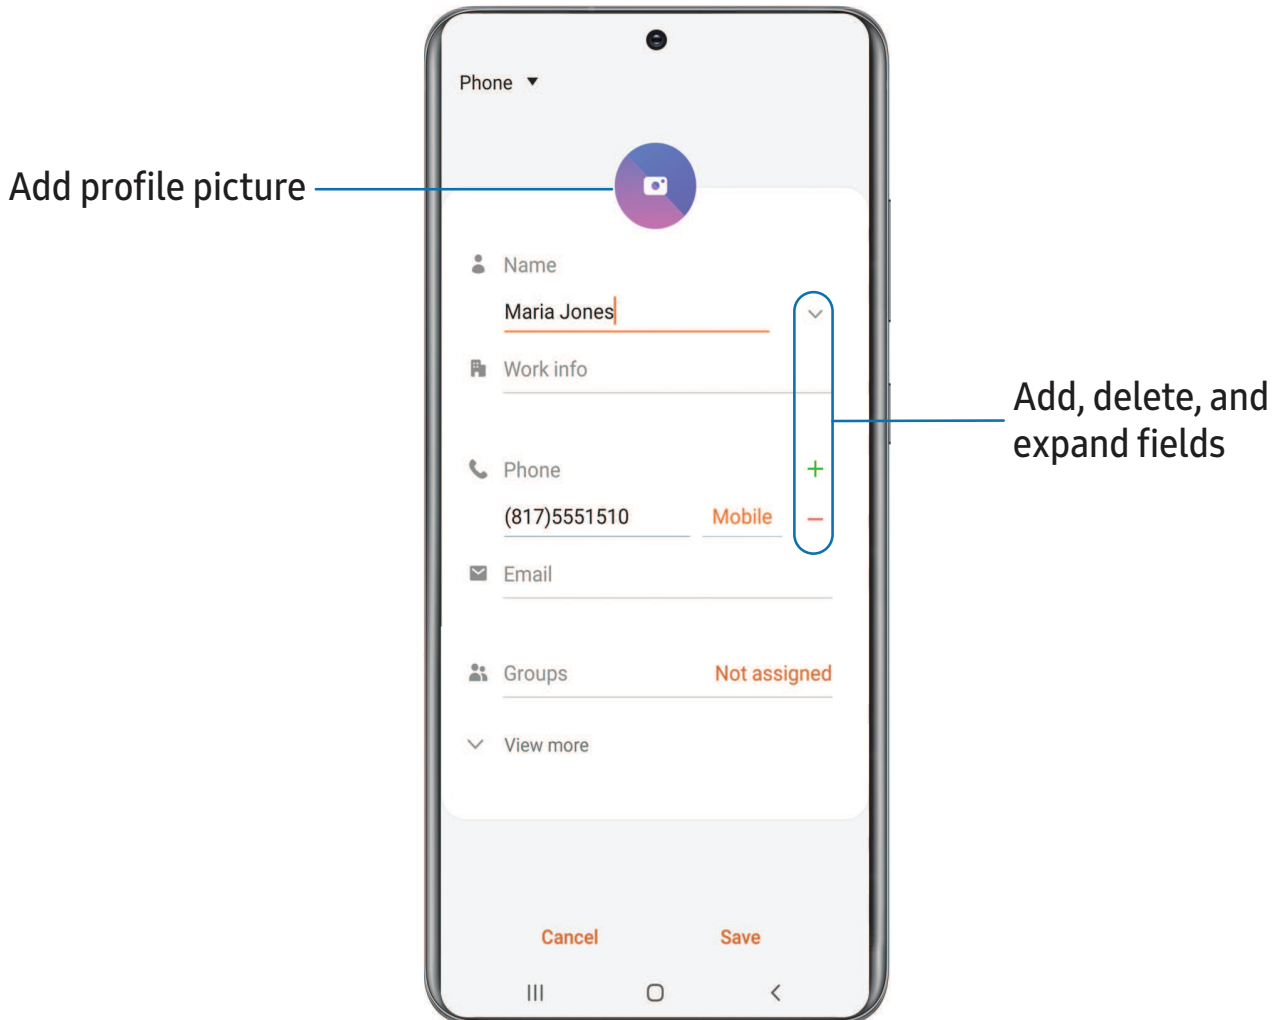 Phone
Add profile picture
Name
Maria Jones
Work info
Add, delete, and
expand fields
Phone
(817)5551510 Mobile
Email
Groups Not assigned
View more
Cancel Save